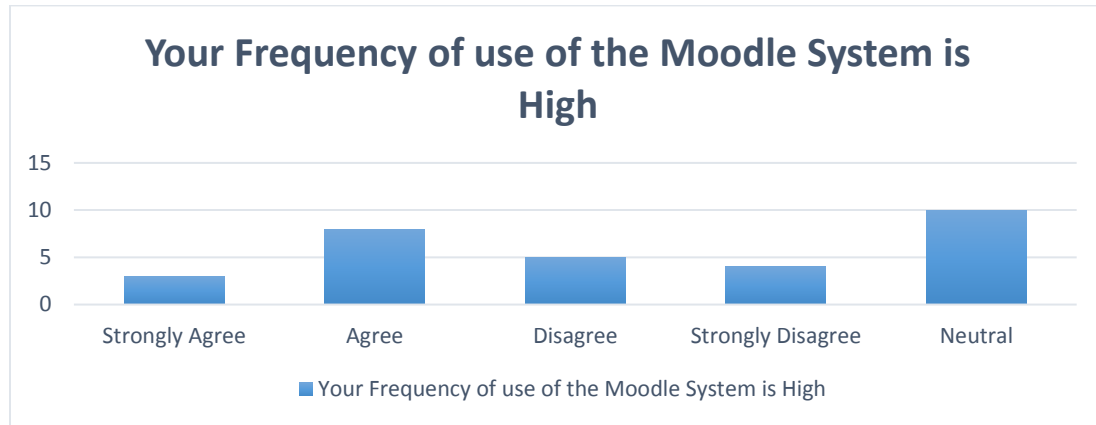 Your Frequency of use of the Moodle System is
High
15
10
5
0
Strongly Agree
Agree
Disagree
Strongly Disagree
Neutral
Your Frequency of use of the Moodle System is High